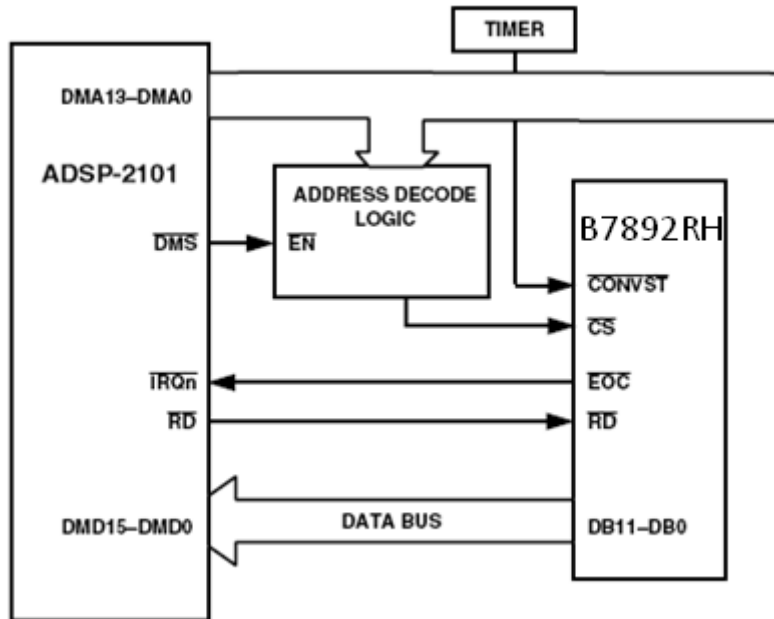 TIMER
DMA13–DMA0
ADSP-2101
ADDRESS DECODE
LOGIC
B7892RH
DMS
EN
CONVST
CS
IRQn
EOC
RD
RD
DMD15–DMD0
DATA BUS
DB11–DB0